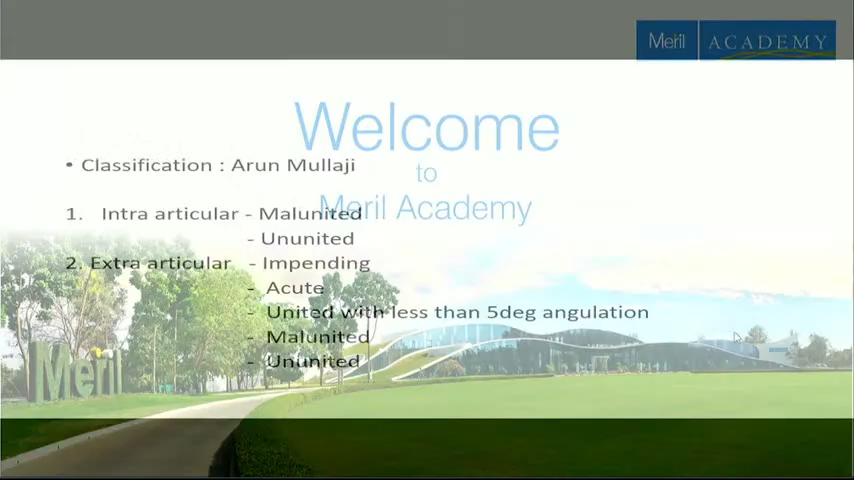 Meril ACADEMY
Welcome
to
Meril Academy
• Classification : Arun Mullaji
1. Intra articular - Malunited
- Ununited
2. Extra articular - Impending
- Acute
- United with less than 5deg angulation
- Malunited
- Ununited
Meril